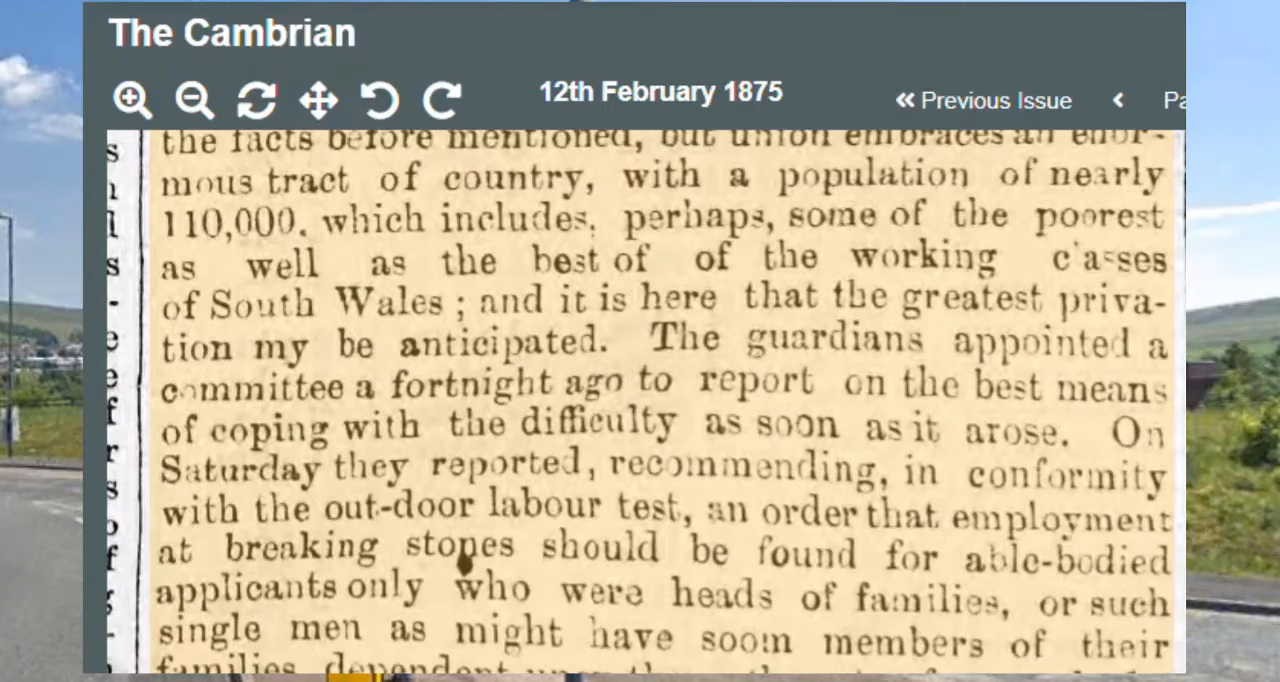 The Cambrian
12th February 1875
Previous Issue
the facts before mentioned, but union embraces an enor-
mous tract of country, with a population of nearly
110,000, which includes, perhaps, some of the poorest
as well as the best of of the working c'asses
of South Wales ; and it is here that the greatest priva-
tion my be anticipated. The guardians appointed a
committee a fortnight ago to report on the best means
of coping with the difficulty as soon as it arose. On
Saturday they reported, recommending, in conformity
with the out-door labour test, an order that employment
at breaking stones should be found for able-bodied
applicants only who were heads of families, or such
single men as might have soom members of their
families dependent upon